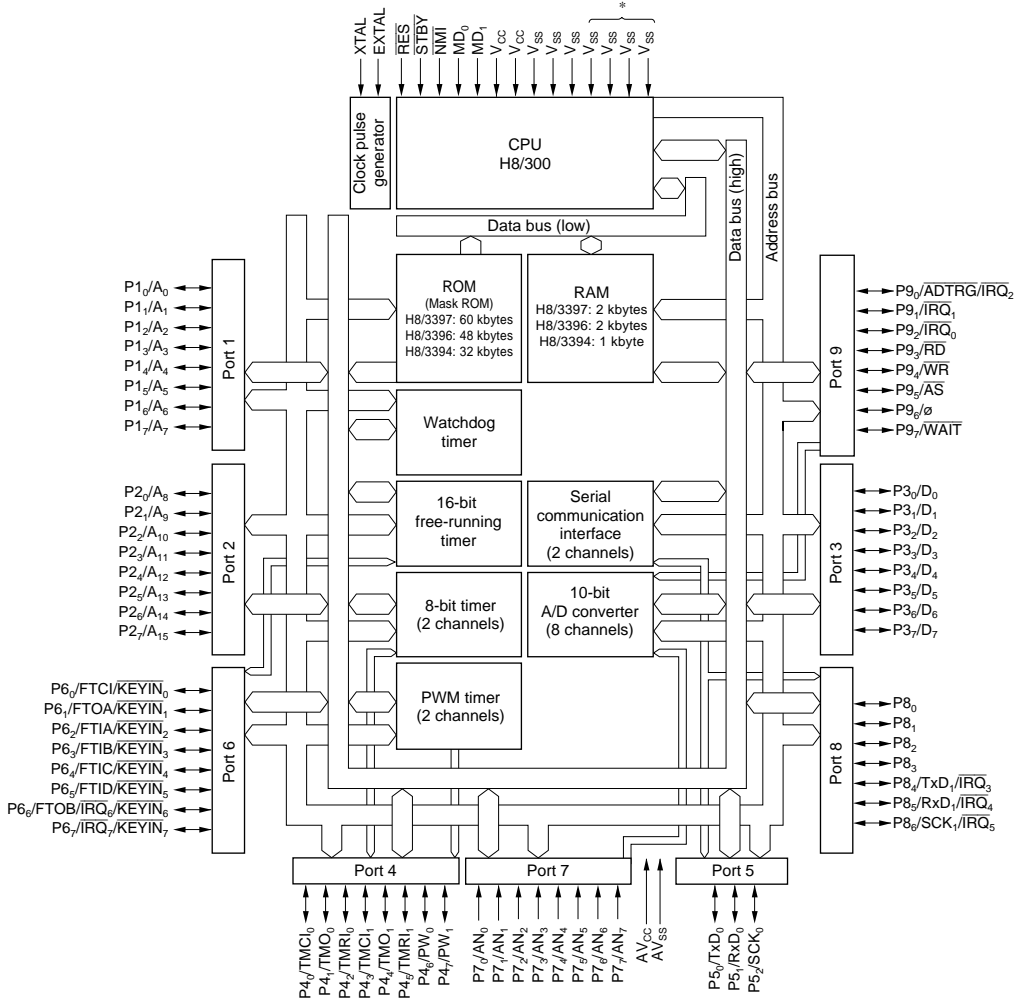 *
XTAL
EXTAL
RES
STBY
NMI
MD0
MD1
VCC
VCC
VSS
VSS
VSS
VSS
VSS
VSS
VSS
Clock pulse
generator
CPU
H8/300
Data bus (low)
Data bus (high)
Address bus
ROM
(Mask ROM)
H8/3397: 60 kbytes
H8/3396: 48 kbytes
H8/3394: 32 kbytes
RAM
H8/3397: 2 kbytes
H8/3396: 2 kbytes
H8/3394: 1 kbyte
Watchdog
timer
16-bit
free-running
timer
Serial
communication
interface
(2 channels)
8-bit timer
(2 channels)
10-bit
A/D converter
(8 channels)
PWM timer
(2 channels)
Port 1
P10/A0
P11/A1
P12/A2
P13/A3
P14/A4
P15/A5
P16/A6
P17/A7
Port 2
P20/A8
P21/A9
P22/A10
P23/A11
P24/A12
P25/A13
P26/A14
P27/A15
Port 6
P60/FTCI/KEYIN0
P61/FTOA/KEYIN1
P62/FTIA/KEYIN2
P63/FTIB/KEYIN3
P64/FTIC/KEYIN4
P65/FTID/KEYIN5
P66/FTOB/IRQ6/KEYIN6
P67/IRQ7/KEYIN7
Port 9
P90/ADTRG/IRQ2
P91/IRQ1
P92/IRQ0
P93/RD
P94/WR
P95/AS
P96/ø
P97/WAIT
Port 3
P30/D0
P31/D1
P32/D2
P33/D3
P34/D4
P35/D5
P36/D6
P37/D7
Port 8
P80
P81
P82
P83
P84/TxD1/IRQ3
P85/RxD1/IRQ4
P86/SCK1/IRQ5
Port 4
P40/TMCI0
P41/TMO0
P42/TMRI0
P43/TMCI1
P44/TMO1
P45/TMRI1
P46/PW0
P47/PW1
Port 7
P70/AN0
P71/AN1
P72/AN2
P73/AN3
P74/AN4
P75/AN5
P76/AN6
P77/AN7
AVCC
AVSS
Port 5
P50/TxD0
P51/RxD0
P52/SCK0